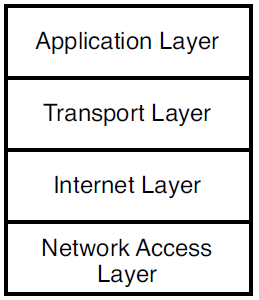 Application Layer
Transport Layer
Internet Layer
Network Access
Layer